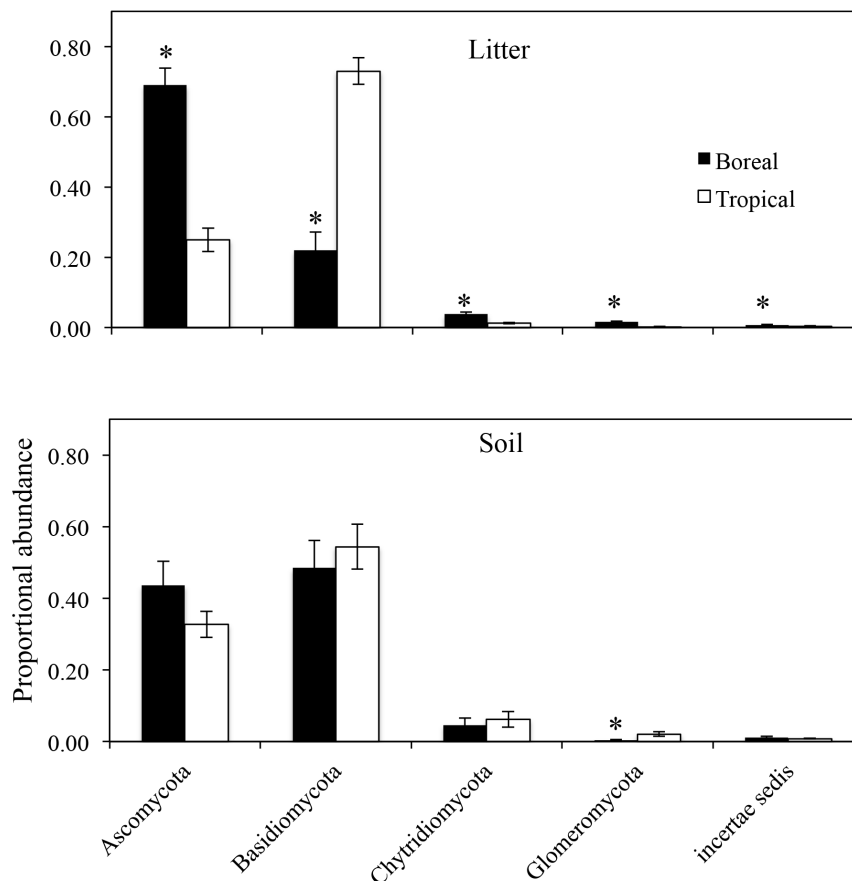 Litter
*
*
*
*
*
0.80
0.60
0.40
0.20
0.00
Boreal
Tropical
Soil
*
Proportional abundance
0.80
0.60
0.40
0.20
0.00
Ascomycota
Basidiomycota
Chytridiomycota
Glomeromycota
incertae sedis